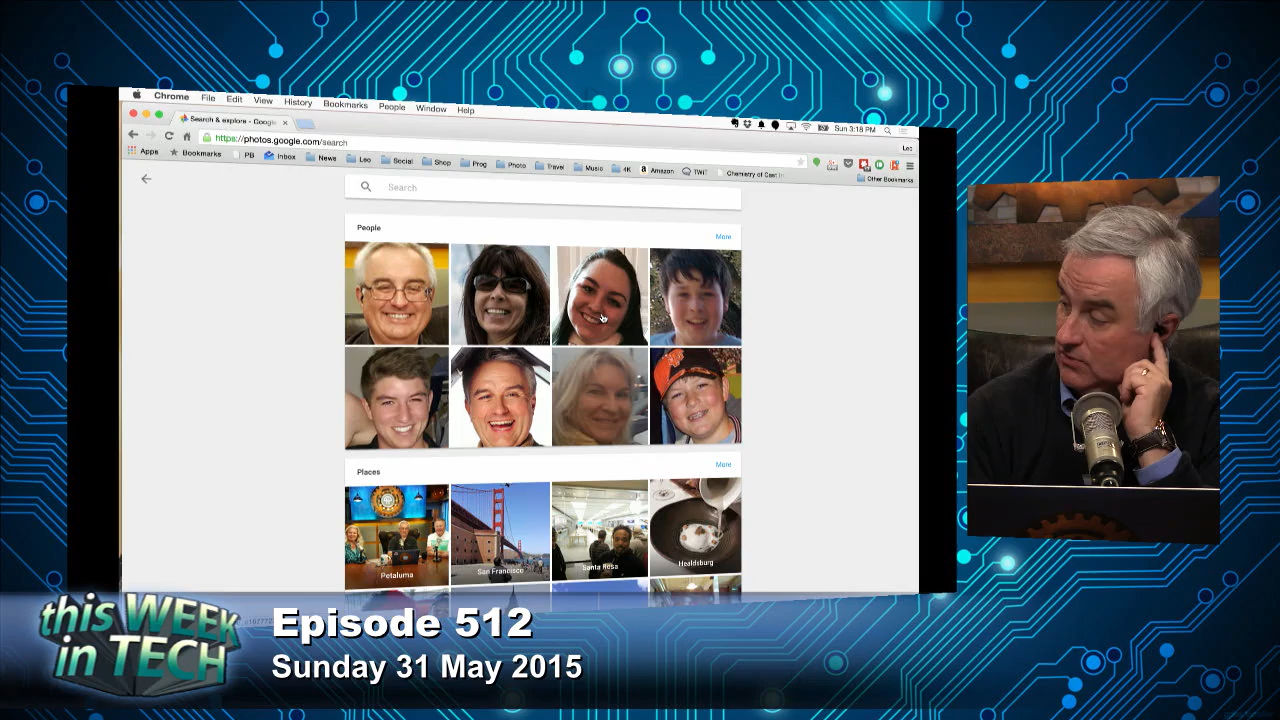 Chrome File Edit View History Bookmarks People Window Help Sun 3:18 PM
Search & explore - Google
https://photos.google.com/search
Leo
Apps Bookmarks PB Inbox News Leo Social Shop Prog Photo Travel Music 4K Amazon TWiT Chemistry of Cast Ir
Other Bookmarks
Search
People
More
Places
More
Petaluma San Francisco Santa Rosa Healdsburg
this WEEK in TECH
Episode 512
Sunday 31 May 2015